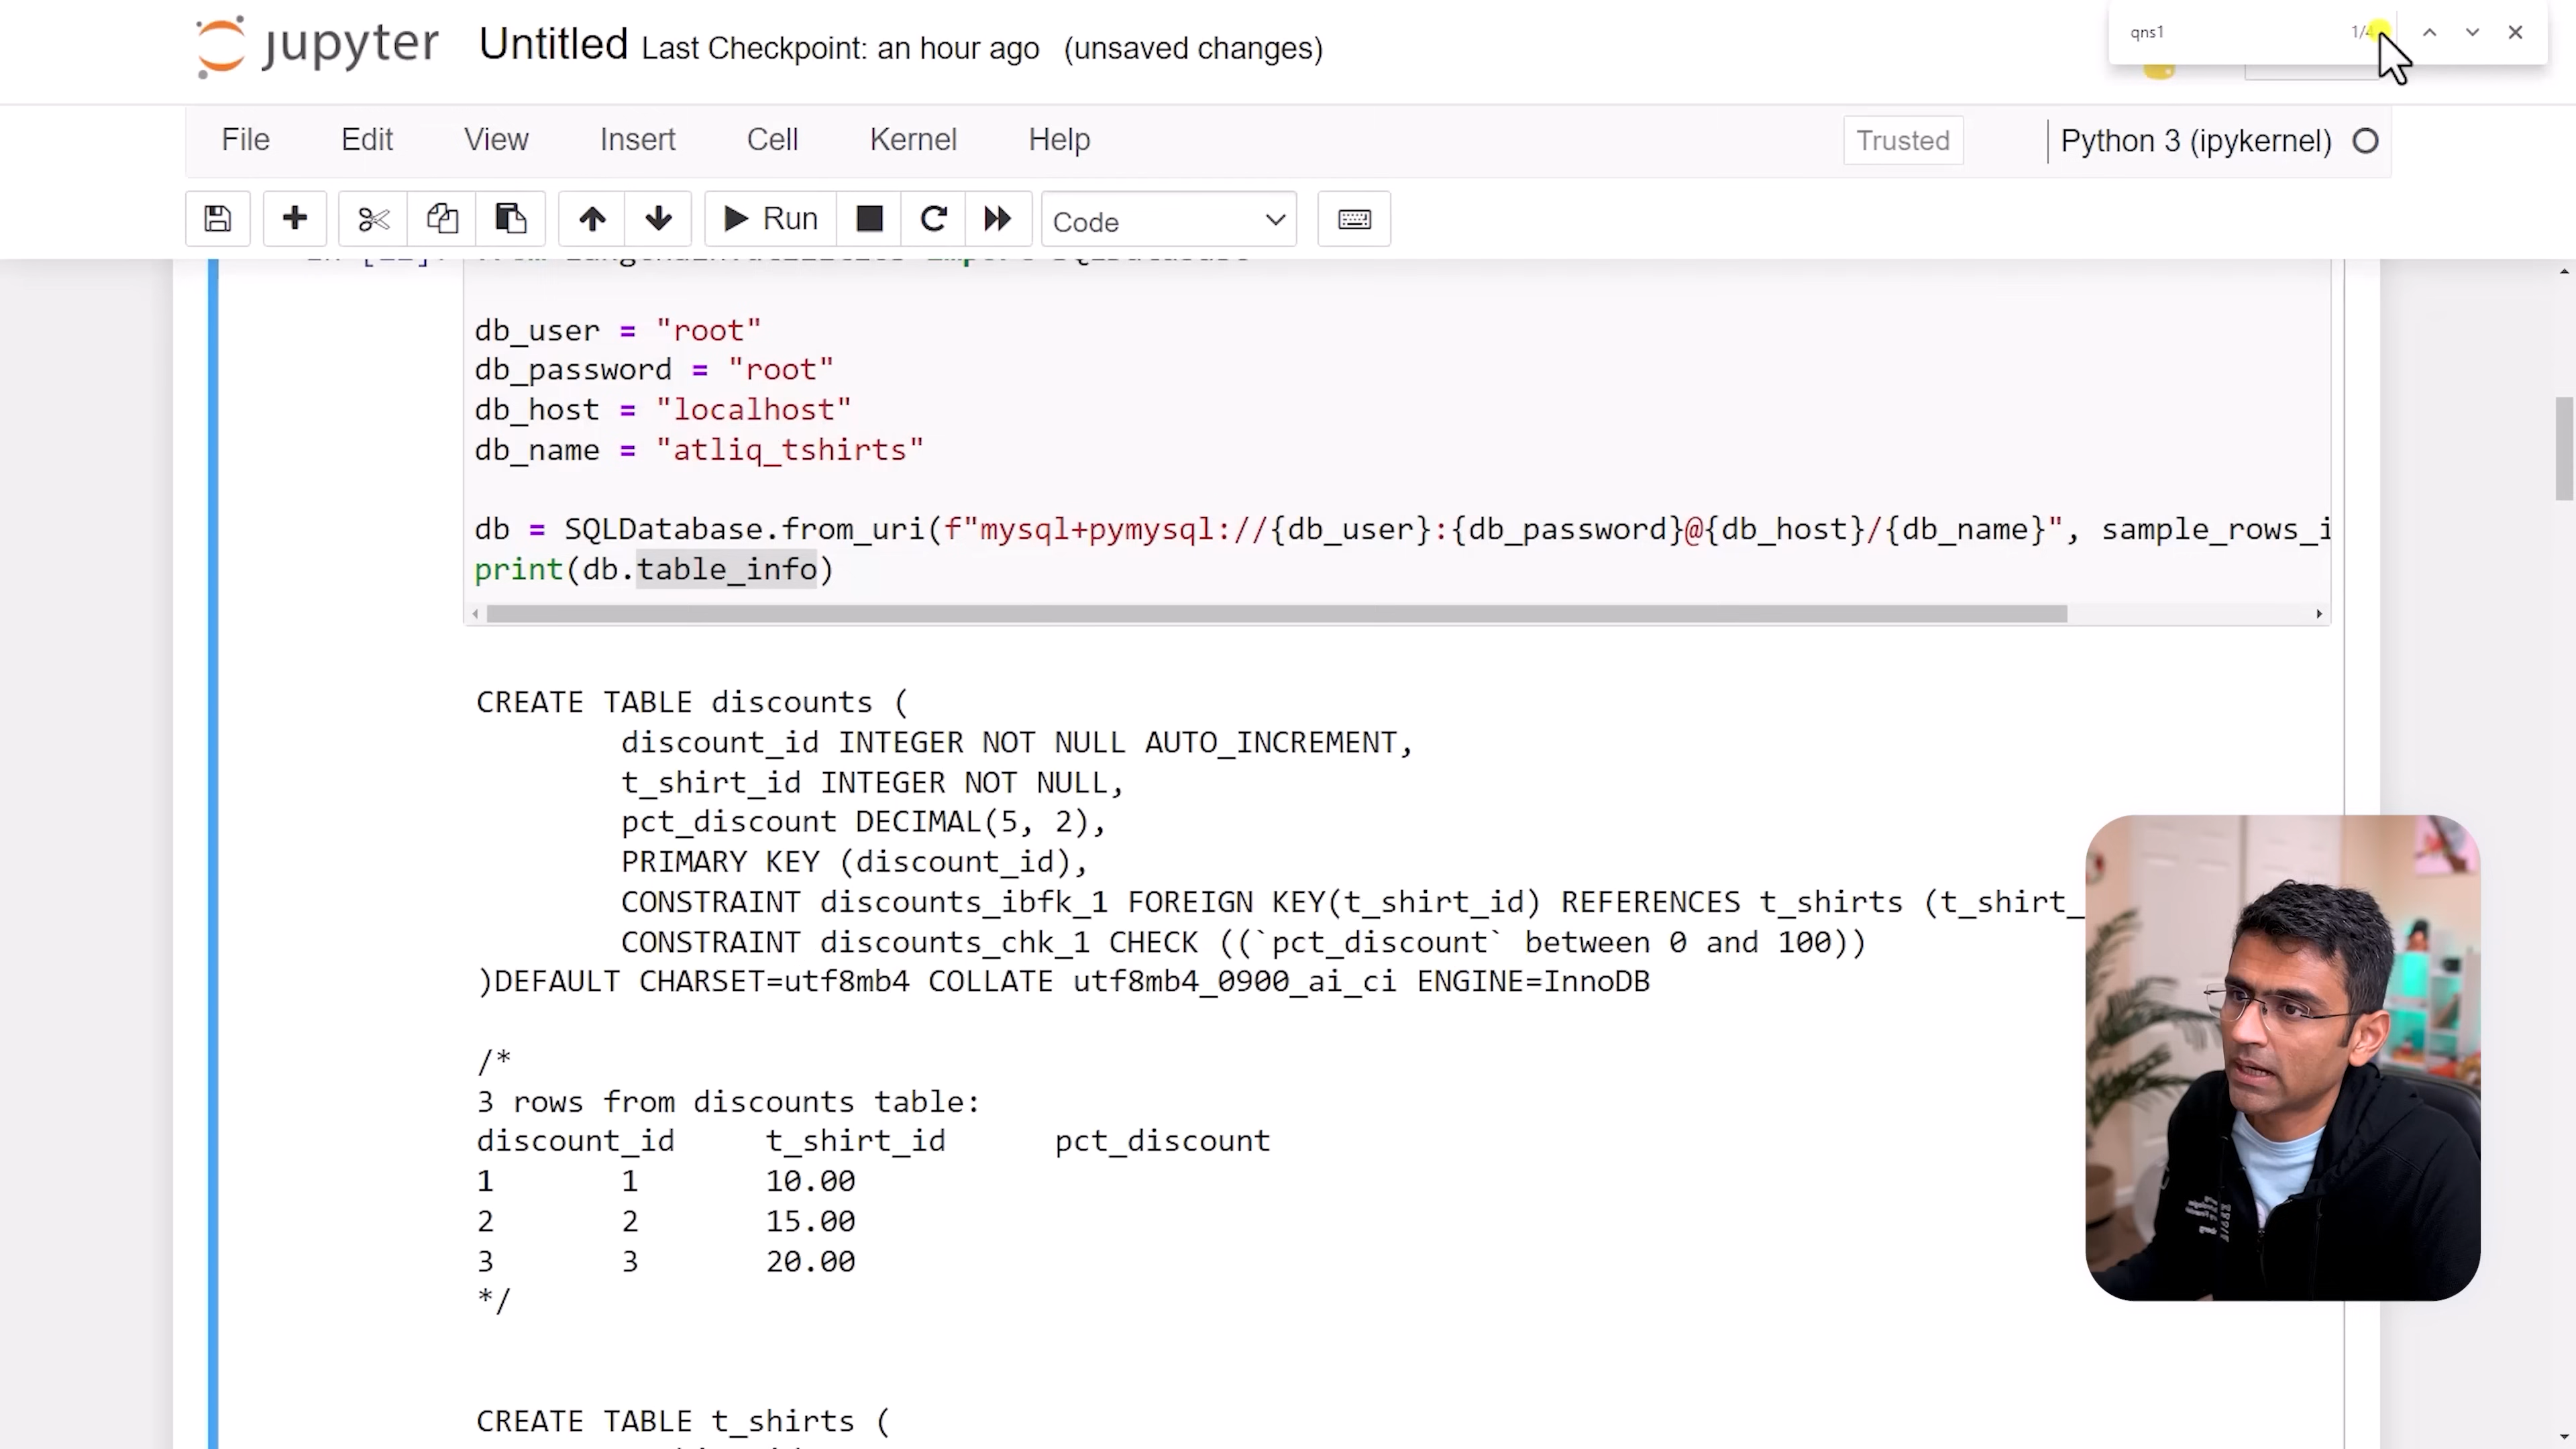 jupyter Untitled Last Checkpoint: an hour ago (unsaved changes)
qns1 1/4
File Edit View Insert Cell Kernel Help Trusted Python 3 (ipykernel)
Run Code
db_user = "root"
db_password = "root"
db_host = "localhost"
db_name = "atliq_tshirts"
db = SQLDatabase.from_uri(f"mysql+pymysql://{db_user}:{db_password}@{db_host}/{db_name}", sample_rows_i
print(db.table_info)
CREATE TABLE discounts (
discount_id INTEGER NOT NULL AUTO_INCREMENT,
t_shirt_id INTEGER NOT NULL,
pct_discount DECIMAL(5, 2),
PRIMARY KEY (discount_id),
CONSTRAINT discounts_ibfk_1 FOREIGN KEY(t_shirt_id) REFERENCES t_shirts (t_shirt_
CONSTRAINT discounts_chk_1 CHECK ((`pct_discount` between 0 and 100))
)DEFAULT CHARSET=utf8mb4 COLLATE utf8mb4_0900_ai_ci ENGINE=InnoDB
/*
3 rows from discounts table:
discount_id t_shirt_id pct_discount
1 1 10.00
2 2 15.00
3 3 20.00
*/
CREATE TABLE t_shirts (